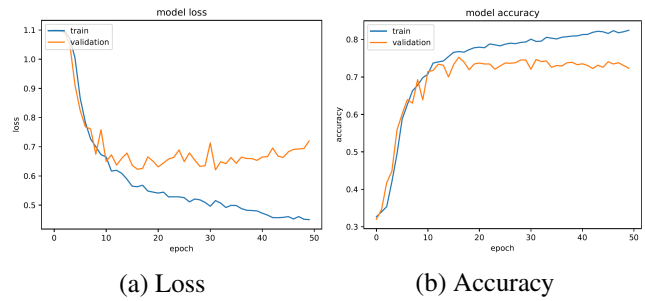 model loss
train
validation
1.1
1.0
0.9
0.8
0.7
0.6
0.5
loss
0 10 20 30 40 50
epoch
(a) Loss
model accuracy
train
validation
0.8
0.7
0.6
0.5
0.4
0.3
accuracy
0 10 20 30 40 50
epoch
(b) Accuracy